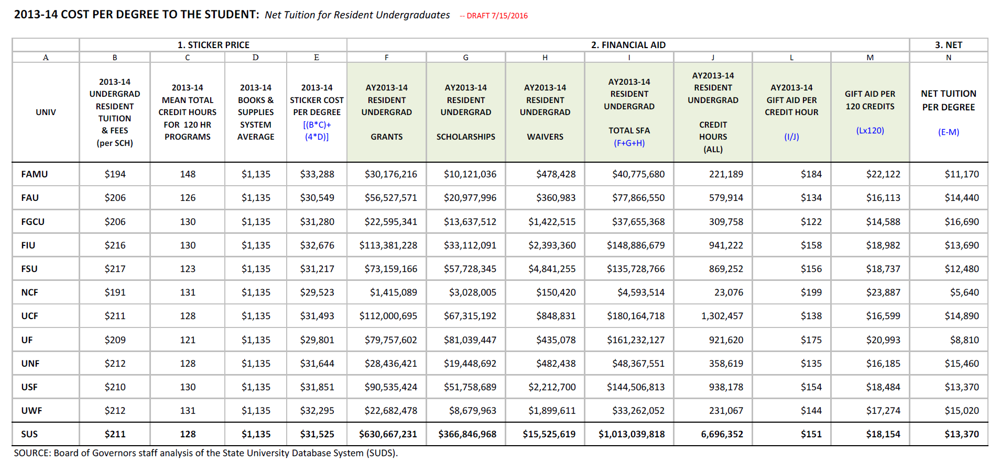 2013-14 COST PER DEGREE TO THE STUDENT: Net Tuition for Resident Undergraduates -- DRAFT 7/15/2016
1. STICKER PRICE 2. FINANCIAL AID 3. NET
A B C D E F G H I J L M N
UNIV
2013-14
UNDERGRAD
RESIDENT
TUITION
& FEES
(per SCH)
2013-14
MEAN TOTAL
CREDIT HOURS
FOR 120 HR
PROGRAMS
2013-14
BOOKS &
SUPPLIES
SYSTEM
AVERAGE
2013-14
STICKER COST
PER DEGREE
[(B*C)+
(4*D)]
AY2013-14
RESIDENT
UNDERGRAD
GRANTS
AY2013-14
RESIDENT
UNDERGRAD
SCHOLARSHIPS
AY2013-14
RESIDENT
UNDERGRAD
WAIVERS
AY2013-14
RESIDENT
UNDERGRAD
TOTAL SFA
(F+G+H)
AY2013-14
RESIDENT
UNDERGRAD
CREDIT
HOURS
(ALL)
AY2013-14
GIFT AID PER
CREDIT HOUR
(I/J)
GIFT AID PER
120 CREDITS
(Lx120)
NET TUITION
PER DEGREE
(E-M)
FAMU $194 148 $1,135 $33,288 $30,176,216 $10,121,036 $478,428 $40,775,680 221,189 $184 $22,122 $11,170
FAU $206 126 $1,135 $30,549 $56,527,571 $20,977,996 $360,983 $77,866,550 579,914 $134 $16,113 $14,440
FGCU $206 130 $1,135 $31,280 $22,595,341 $13,637,512 $1,422,515 $37,655,368 309,758 $122 $14,588 $16,690
FIU $216 130 $1,135 $32,676 $113,381,228 $33,112,091 $2,393,360 $148,886,679 941,222 $158 $18,982 $13,690
FSU $217 123 $1,135 $31,217 $73,159,166 $57,728,345 $4,841,255 $135,728,766 869,252 $156 $18,737 $12,480
NCF $191 131 $1,135 $29,523 $1,415,089 $3,028,005 $150,420 $4,593,514 23,076 $199 $23,887 $5,640
UCF $211 128 $1,135 $31,493 $112,000,695 $67,315,192 $848,831 $180,164,718 1,302,457 $138 $16,599 $14,890
UF $209 121 $1,135 $29,801 $79,757,602 $81,039,447 $435,078 $161,232,127 921,620 $175 $20,993 $8,810
UNF $212 128 $1,135 $31,644 $28,436,421 $19,448,692 $482,438 $48,367,551 358,619 $135 $16,185 $15,460
USF $210 130 $1,135 $31,851 $90,535,424 $51,758,689 $2,212,700 $144,506,813 938,178 $154 $18,484 $13,370
UWF $212 131 $1,135 $32,295 $22,682,478 $8,679,963 $1,899,611 $33,262,052 231,067 $144 $17,274 $15,020
SUS $211 128 $1,135 $31,525 $630,667,231 $366,846,968 $15,525,619 $1,013,039,818 6,696,352 $151 $18,154 $13,370
SOURCE: Board of Governors staff analysis of the State University Database System (SUDS).